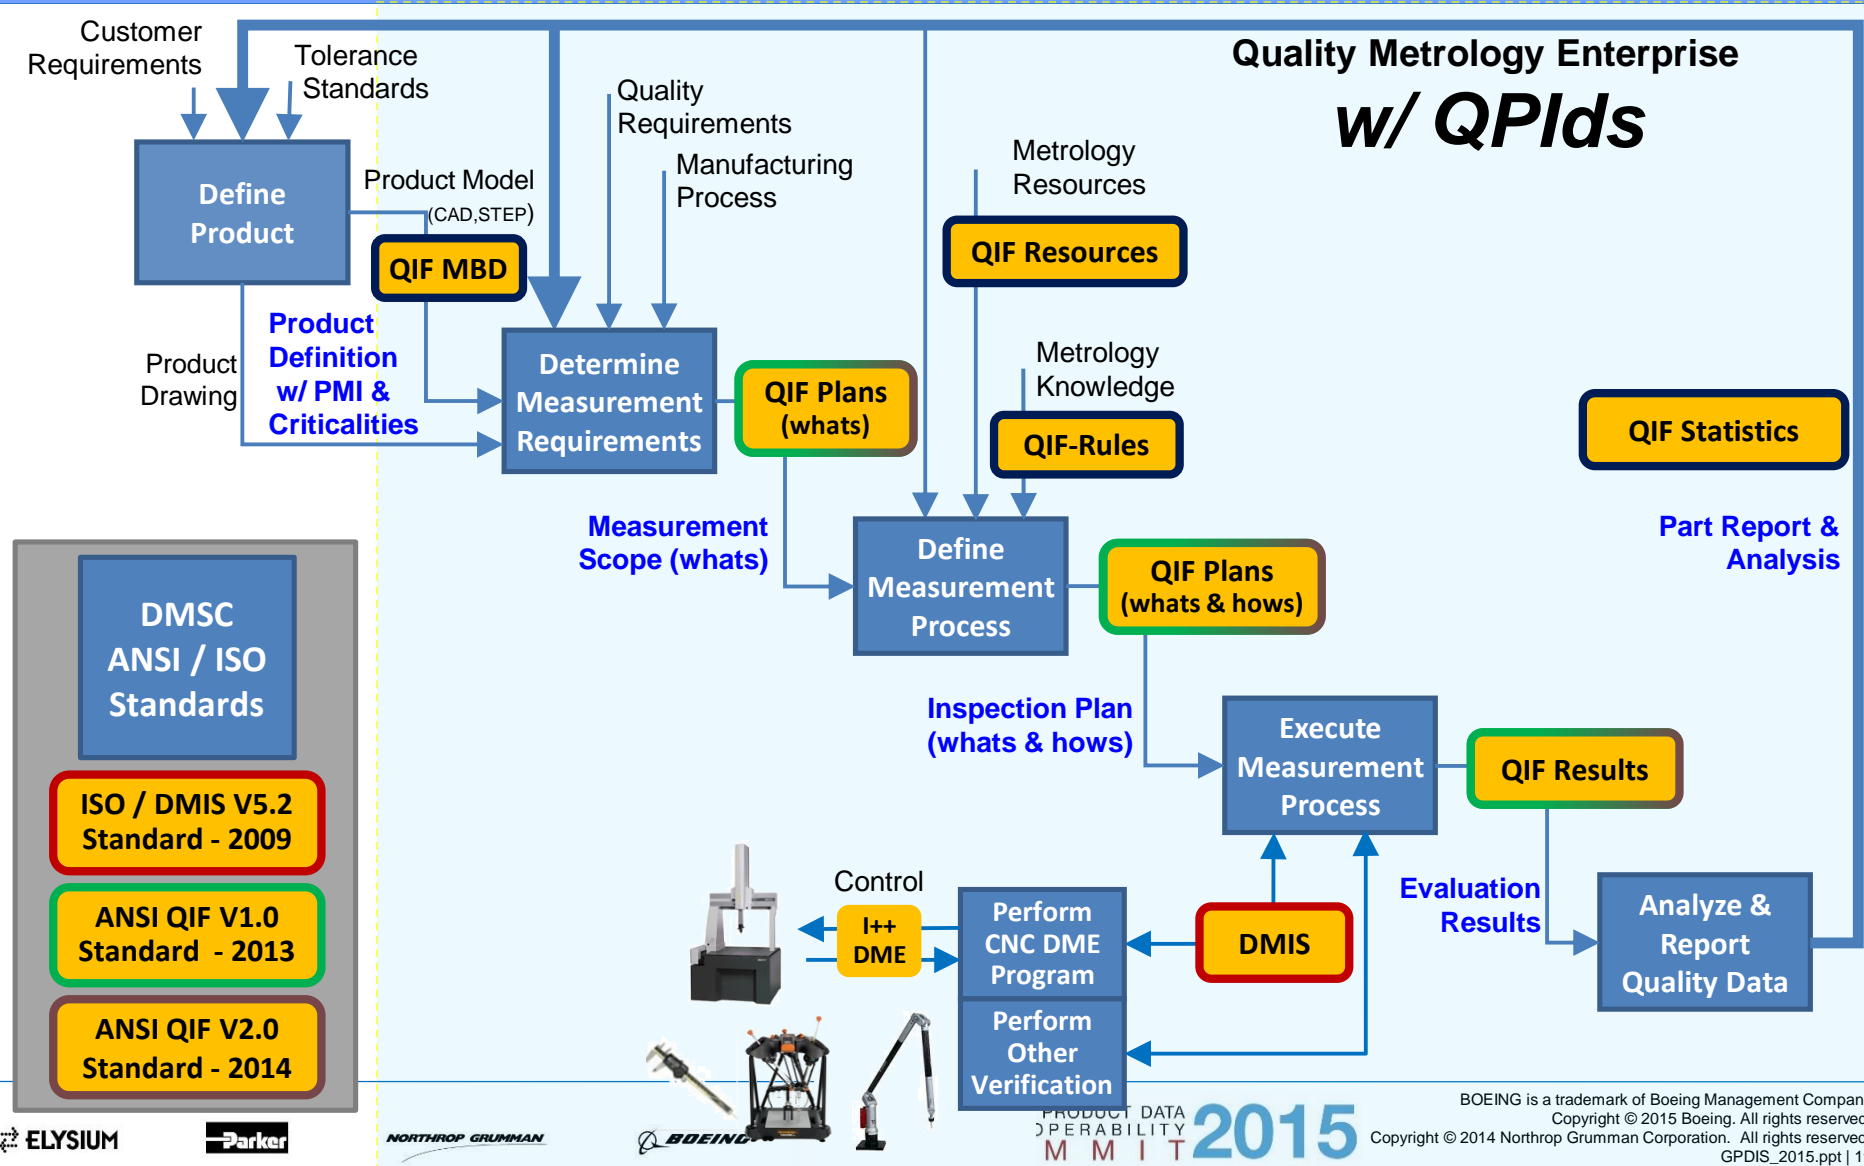 Customer
Requirements
Tolerance
Standards
Quality Metrology Enterprise
w/ QPIds
Quality
Requirements
Manufacturing
Process
Metrology
Resources
Define
Product
Product Model
(CAD,STEP)
QIF MBD
QIF Resources
Product
Definition
w/ PMI &
Criticalities
Product
Drawing
Determine
Measurement
Requirements
QIF Plans
(whats)
Metrology
Knowledge
QIF-Rules
QIF Statistics
Measurement
Scope (whats)
Define
Measurement
Process
QIF Plans
(whats & hows)
Part Report &
Analysis
DMSC
ANSI / ISO
Standards
Inspection Plan
(whats & hows)
Execute
Measurement
Process
QIF Results
ISO / DMIS V5.2
Standard - 2009
ANSI QIF V1.0
Standard - 2013
ANSI QIF V2.0
Standard - 2014
Control
I++
DME
Perform
CNC DME
Program
DMIS
Evaluation
Results
Analyze &
Report
Quality Data
Perform
Other
Verification
ELYSIUM
Parker
NORTHROP GRUMMAN
BOEING
PRODUCT DATA
OPERABILITY
M M I T
2015
BOEING is a trademark of Boeing Management Compan
Copyright © 2015 Boeing. All rights reserved
Copyright © 2014 Northrop Grumman Corporation. All rights reserved
GPDIS_2015.ppt | 1